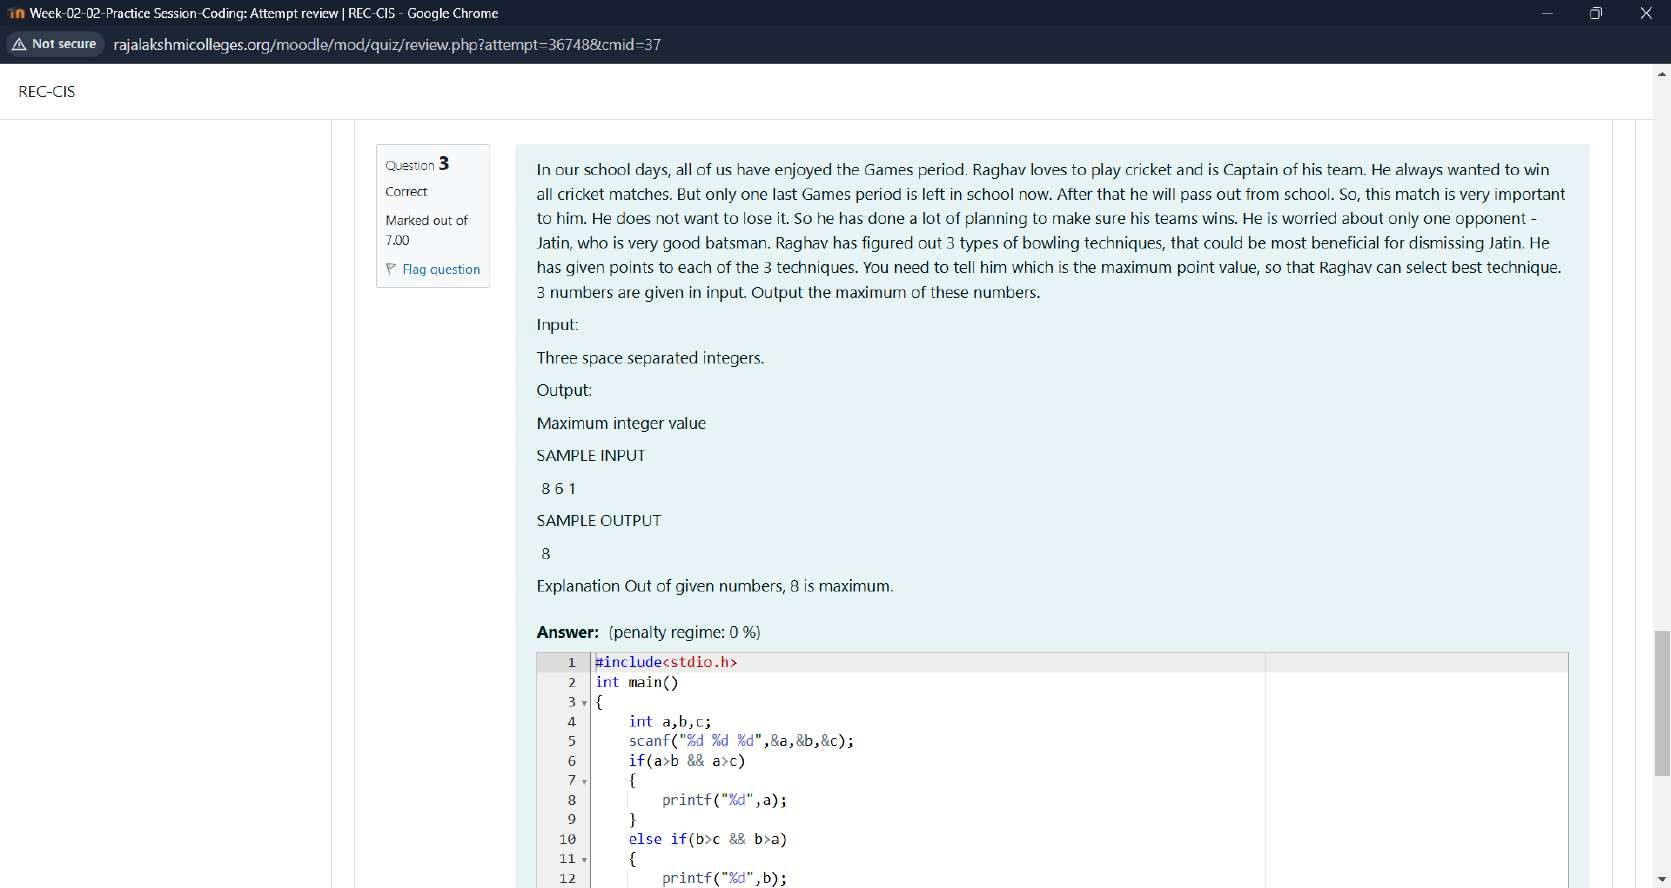 Week-02-02-Practice Session-Coding: Attempt review | REC-CIS - Google Chrome
Not secure rajalakshmicolleges.org/moodle/mod/quiz/review.php?attempt=36748&cmid=37
REC-CIS
Question 3
Correct
Marked out of
7.00
Flag question
In our school days, all of us have enjoyed the Games period. Raghav loves to play cricket and is Captain of his team. He always wanted to win
all cricket matches. But only one last Games period is left in school now. After that he will pass out from school. So, this match is very important
to him. He does not want to lose it. So he has done a lot of planning to make sure his teams wins. He is worried about only one opponent -
Jatin, who is very good batsman. Raghav has figured out 3 types of bowling techniques, that could be most beneficial for dismissing Jatin. He
has given points to each of the 3 techniques. You need to tell him which is the maximum point value, so that Raghav can select best technique.
3 numbers are given in input. Output the maximum of these numbers.
Input:
Three space separated integers.
Output:
Maximum integer value
SAMPLE INPUT
8 6 1
SAMPLE OUTPUT
8
Explanation Out of given numbers, 8 is maximum.
Answer: (penalty regime: 0 %)
1 #include<stdio.h>
2 int main()
3 {
4 int a,b,c;
5 scanf("%d %d %d",&a,&b,&c);
6 if(a>b && a>c)
7 {
8 printf("%d",a);
9 }
10 else if(b>c && b>a)
11 {
12 printf("%d",b);